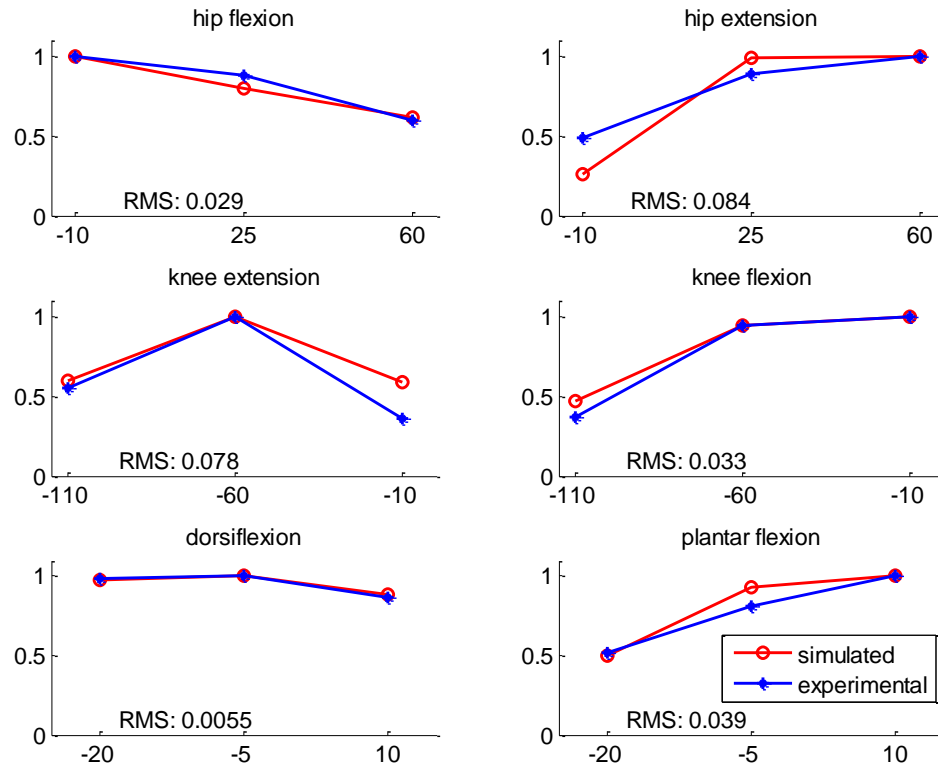 hip flexion
1
0.5
0
RMS: 0.029
-10 25 60
hip extension
1
0.5
0
RMS: 0.084
-10 25 60
knee extension
1
0.5
0
RMS: 0.078
-110 -60 -10
knee flexion
1
0.5
0
RMS: 0.033
-110 -60 -10
dorsiflexion
1
0.5
0
RMS: 0.0055
-20 -5 10
plantar flexion
1
0.5
0
simulated
experimental
RMS: 0.039
-20 -5 10